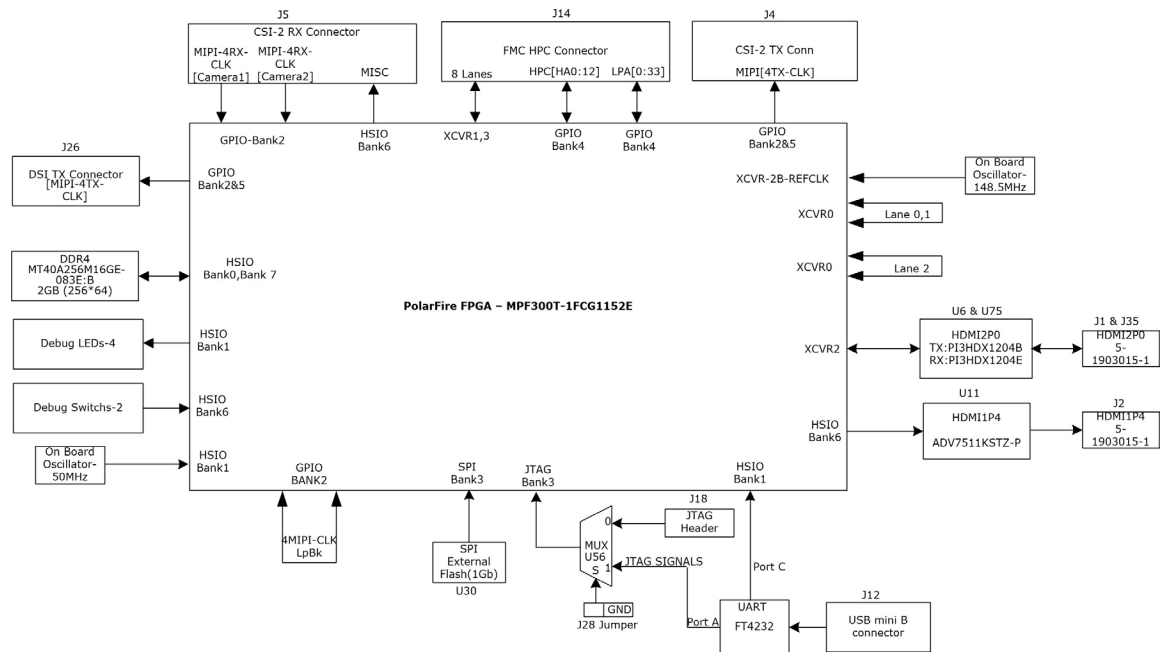 J5
J14
J4
CSI-2 RX Connector
MIPI-4RX-
CLK
[Camera1]
MIPI-4RX-
CLK
[Camera2]
MISC
FMC HPC Connector
8 Lanes
HPC[HA0:12]
LPA[0:33]
CSI-2 TX Conn
MIPI[4TX-CLK]
GPIO-Bank2
HSIO
Bank6
XCVR1,3
GPIO
Bank4
GPIO
Bank4
GPIO
Bank2&5
J26
DSI TX Connector
[MIPI-4TX-
CLK]
GPIO
Bank2&5
XCVR-2B-REFCLK
On Board
Oscillator-
148.5MHz
XCVR0
Lane 0,1
DDR4
MT40A256M16GE-
083E:B
2GB (256*64)
HSIO
Bank0,Bank 7
XCVR0
Lane 2
PolarFire FPGA – MPF300T-1FCG1152E
Debug LEDs-4
HSIO
Bank1
XCVR2
U6 & U75
HDMI2P0
TX:PI3HDX1204B
RX:PI3HDX1204E
J1 & J35
HDMI2P0
5-
1903015-1
Debug Switchs-2
HSIO
Bank6
HSIO
Bank6
U11
HDMI1P4
ADV7511KSTZ-P
J2
HDMI1P4
5-
1903015-1
On Board
Oscillator-
50MHz
HSIO
Bank1
GPIO
BANK2
SPI
Bank3
JTAG
Bank3
HSIO
Bank1
4MIPI-CLK
LpBk
SPI
External
Flash(1Gb)
U30
0
MUX
U56
S
1
J18
JTAG
Header
JTAG SIGNALS
Port C
GND
J28 Jumper
Port A
UART
FT4232
J12
USB mini B
connector